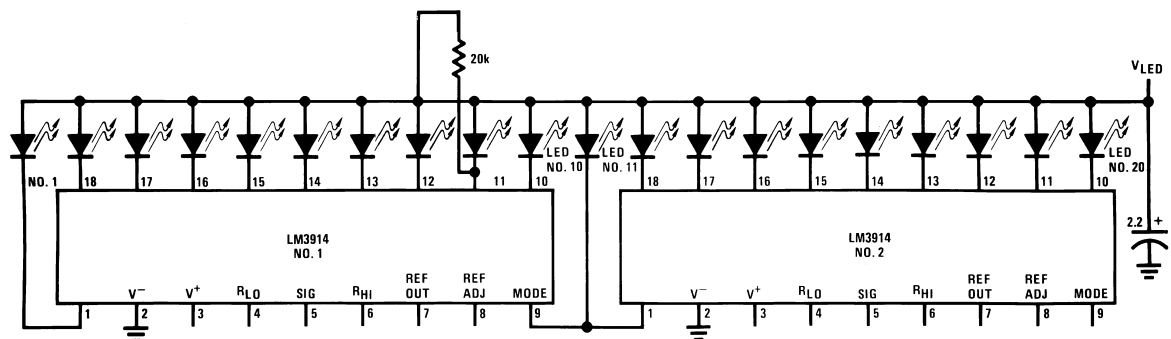 20k
V LED
NO. 1
LED NO. 10
LED NO. 11
LED NO. 20
18 17 16 15 14 13 12 11 10
18 17 16 15 14 13 12 11 10
2.2 +
LM3914
NO. 1
LM3914
NO. 2
V− V+ RLO SIG RHI REF OUT REF ADJ MODE
V− V+ RLO SIG RHI REF OUT REF ADJ MODE
1 2 3 4 5 6 7 8 9
1 2 3 4 5 6 7 8 9